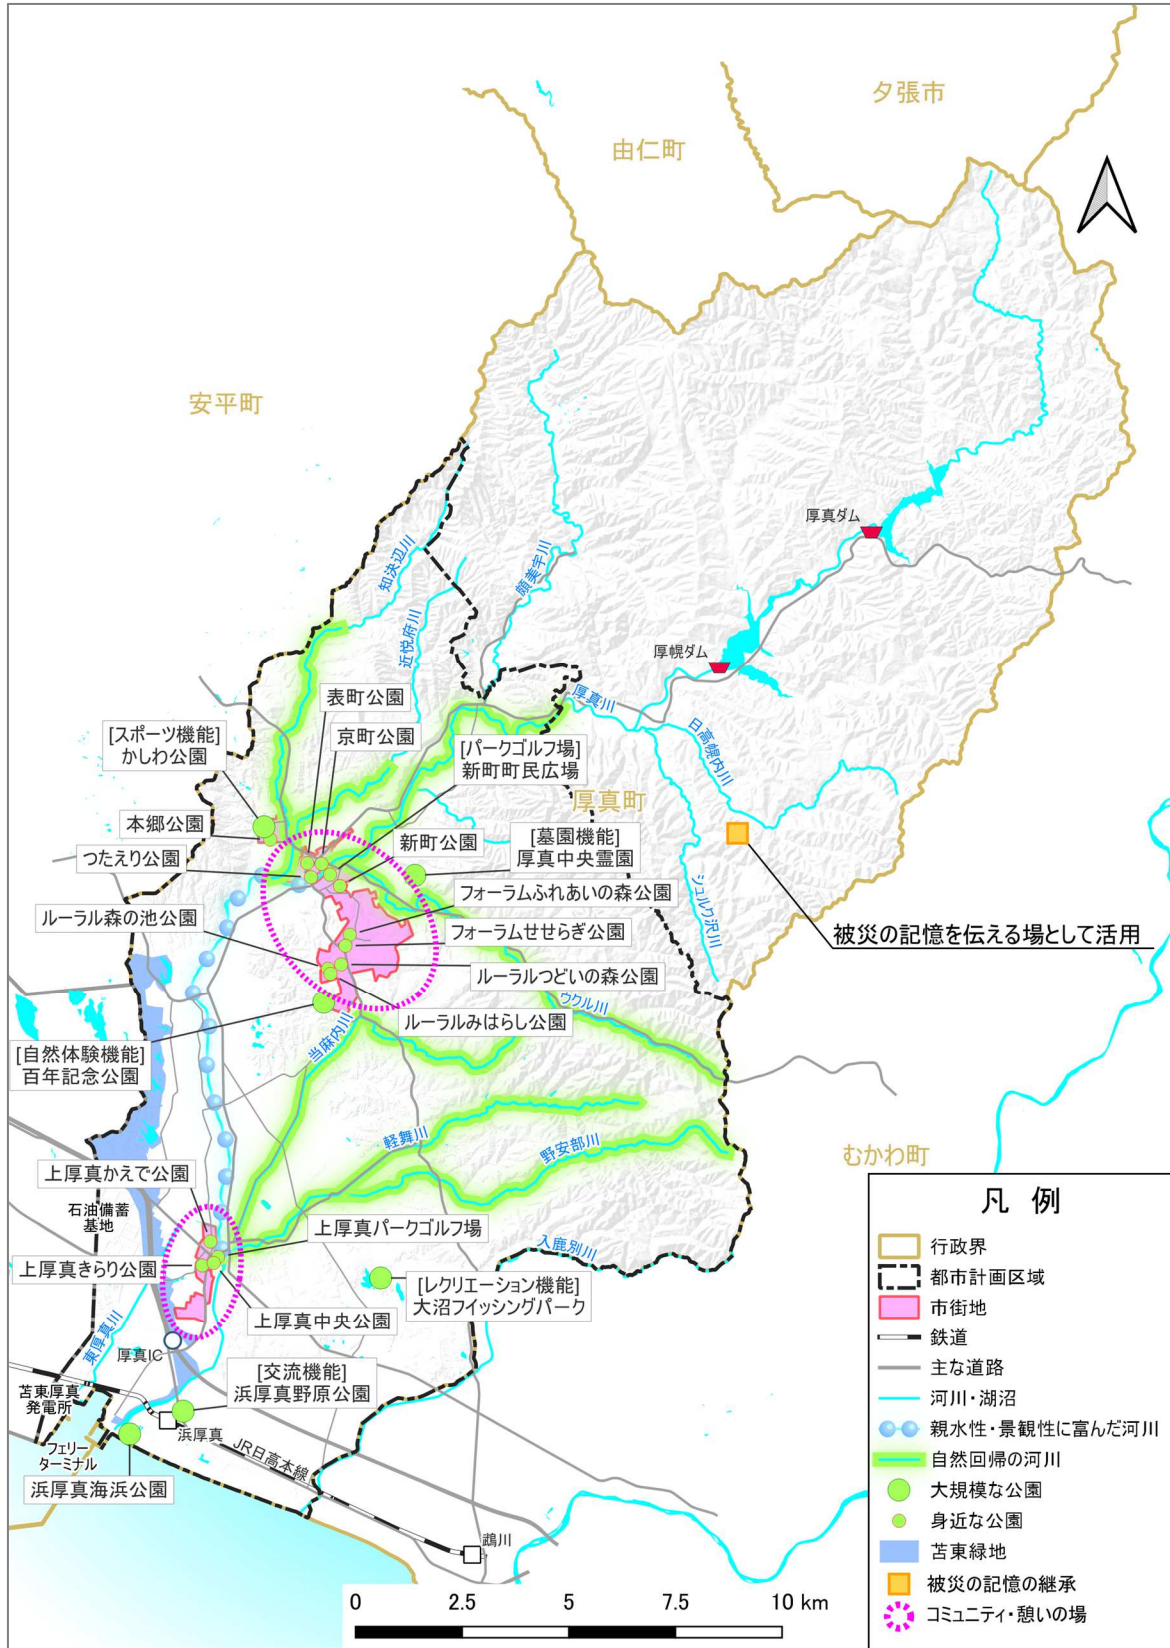 夕張市
由仁町
安平町
厚真ダム
知決辺川
頗美宇川
近悦府川
厚幌ダム
表町公園
厚真川
[スポーツ機能]
かしわ公園
京町公園
日高幌内川
[パークゴルフ場]
新町町民広場
厚真町
本郷公園
新町公園
[墓園機能]
厚真中央霊園
つたえり公園
フォーラムふれあいの森公園
ルーラル森の池公園
フォーラムせせらぎ公園
シュルク沢川
被災の記憶を伝える場として活用
ルーラルつどいの森公園
ウクル川
ルーラルみはらし公園
当麻内川
[自然体験機能]
百年記念公園
軽舞川
野安部川
むかわ町
上厚真かえで公園
石油備蓄
基地
上厚真パークゴルフ場
入鹿別川
上厚真きらり公園
[レクリエーション機能]
大沼フイッシングパーク
上厚真中央公園
東厚真川
厚真IC
[交流機能]
浜厚真野原公園
苫東厚真
発電所
浜厚真
フェリー
ターミナル
JR日高本線
浜厚真海浜公園
鵡川
凡 例
行政界
都市計画区域
市街地
鉄道
主な道路
河川・湖沼
親水性・景観性に富んだ河川
自然回帰の河川
大規模な公園
身近な公園
苫東緑地
被災の記憶の継承
コミュニティ・憩いの場
0 2.5 5 7.5 10 km